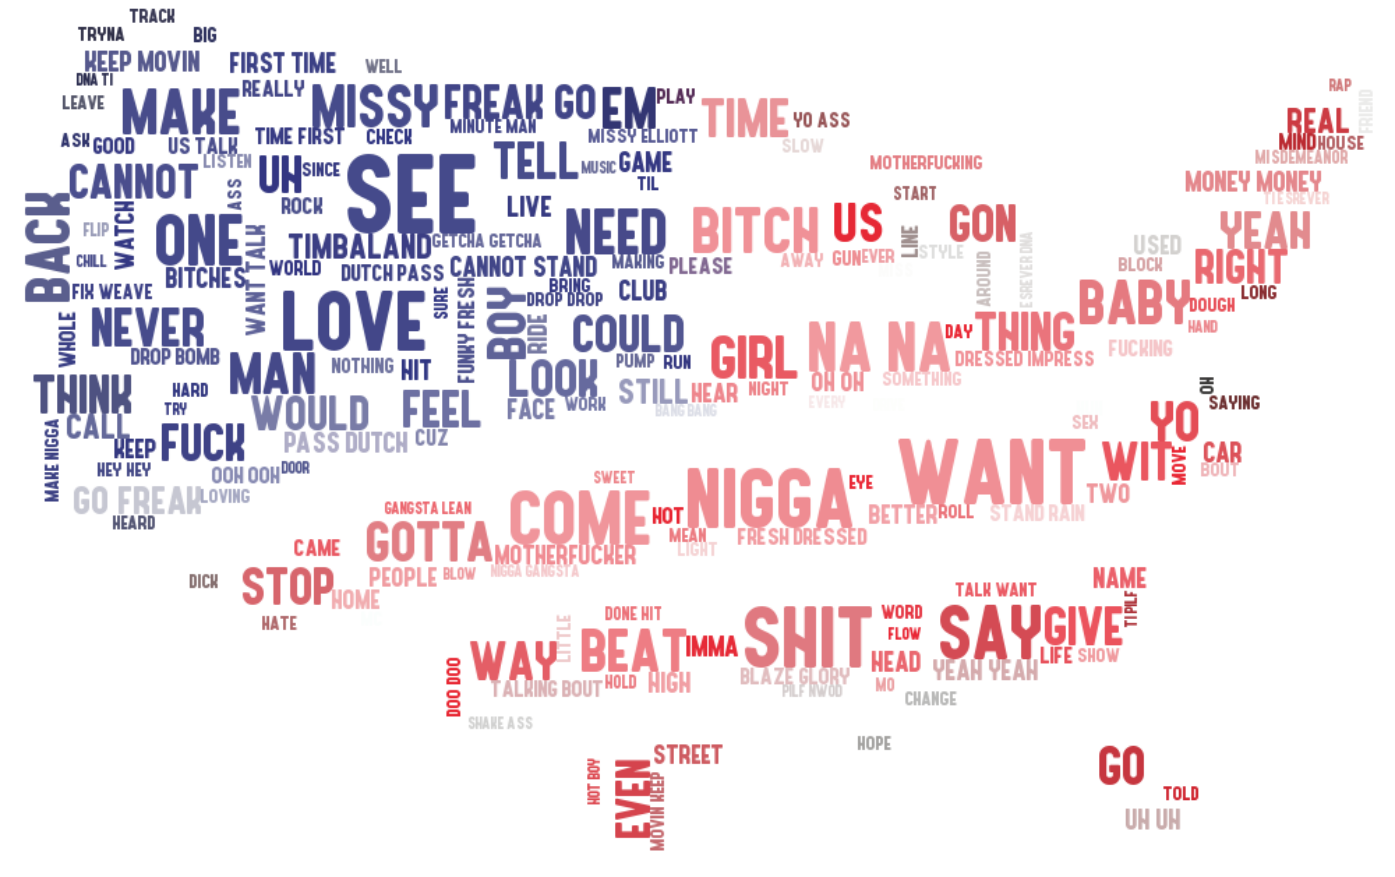 TRACK
TRYNA
BIG
KEEP MOVIN
FIRST TIME
WELL
DNA TI
REALLY
LEAVE
MAKE
MISSY
FREAK
GO
EM
PLAY
TIME
YO ASS
RAP
FRIEND
REAL
ASK
GOOD
US TALK
TIME FIRST
CHECK
MINUTE MAN
MISSY ELLIOTT
SLOW
MIND
HOUSE
MISDEMEANOR
LISTEN
UH
SINCE
SEE
TELL
MUSIC
GAME
MOTHERFUCKING
CANNOT
ASS
TIL
START
MONEY MONEY
TIESREVER
BACK
WATCH
FLIP
ONE
ROCK
LIVE
NEED
BITCH
US
LINE
GON
YEAH
WANT TALK
TIMBALAND
GETCHA GETCHA
STYLE
USED
CHILL
BITCHES
WORLD
DUTCH PASS
CANNOT STAND
MAKING
PLEASE
AWAY
GUN
EVER
AROUND
ESREVER DNA
BLOCK
RIGHT
FIX WEAVE
LOVE
SURE
FUNKY FRESH
BOY
BRING
DROP DROP
CLUB
BABY
LONG
DOUGH
WHOLE
NEVER
RIDE
COULD
GIRL
NA NA
DAY
THING
HAND
DROP BOMB
MAN
NOTHING
HIT
PUMP
RUN
DRESSED IMPRESS
FUCKING
THINK
HARD
LOOK
STILL
HEAR
NIGHT
OH OH
SOMETHING
OH
SAYING
TRY
WOULD
FEEL
FACE
WORK
BANG BANG
EVERY
CALL
MAKE NIGGA
KEEP
FUCK
PASS DUTCH
CUZ
SEX
YO
HEY HEY
OOH OOH
DOOR
WANT
WIT
MOVE
CAR
BOUT
GO FREAK
LOVING
SWEET
NIGGA
EYE
TWO
HEARD
GANGSTA LEAN
COME
HOT
BETTER
ROLL
STAND RAIN
CAME
GOTTA
MOTHERFUCKER
MEAN
LIGHT
FRESH DRESSED
DICK
STOP
HOME
PEOPLE
BLOW
NIGGA GANGSTA
NAME
HATE
TALK WANT
TI PILF
LITTLE
DONE HIT
SHIT
WORD
FLOW
SAY
GIVE
DOO DOO
WAY
BEAT
IMMA
HEAD
LIFE
SHOW
TALKING BOUT
HOLD
HIGH
BLAZE GLORY
PILF NWOD
MO
YEAH YEAH
SHAKE ASS
CHANGE
HOPE
HOT BOY
EVEN
STREET
MOVIN KEEP
GO
TOLD
UH UH